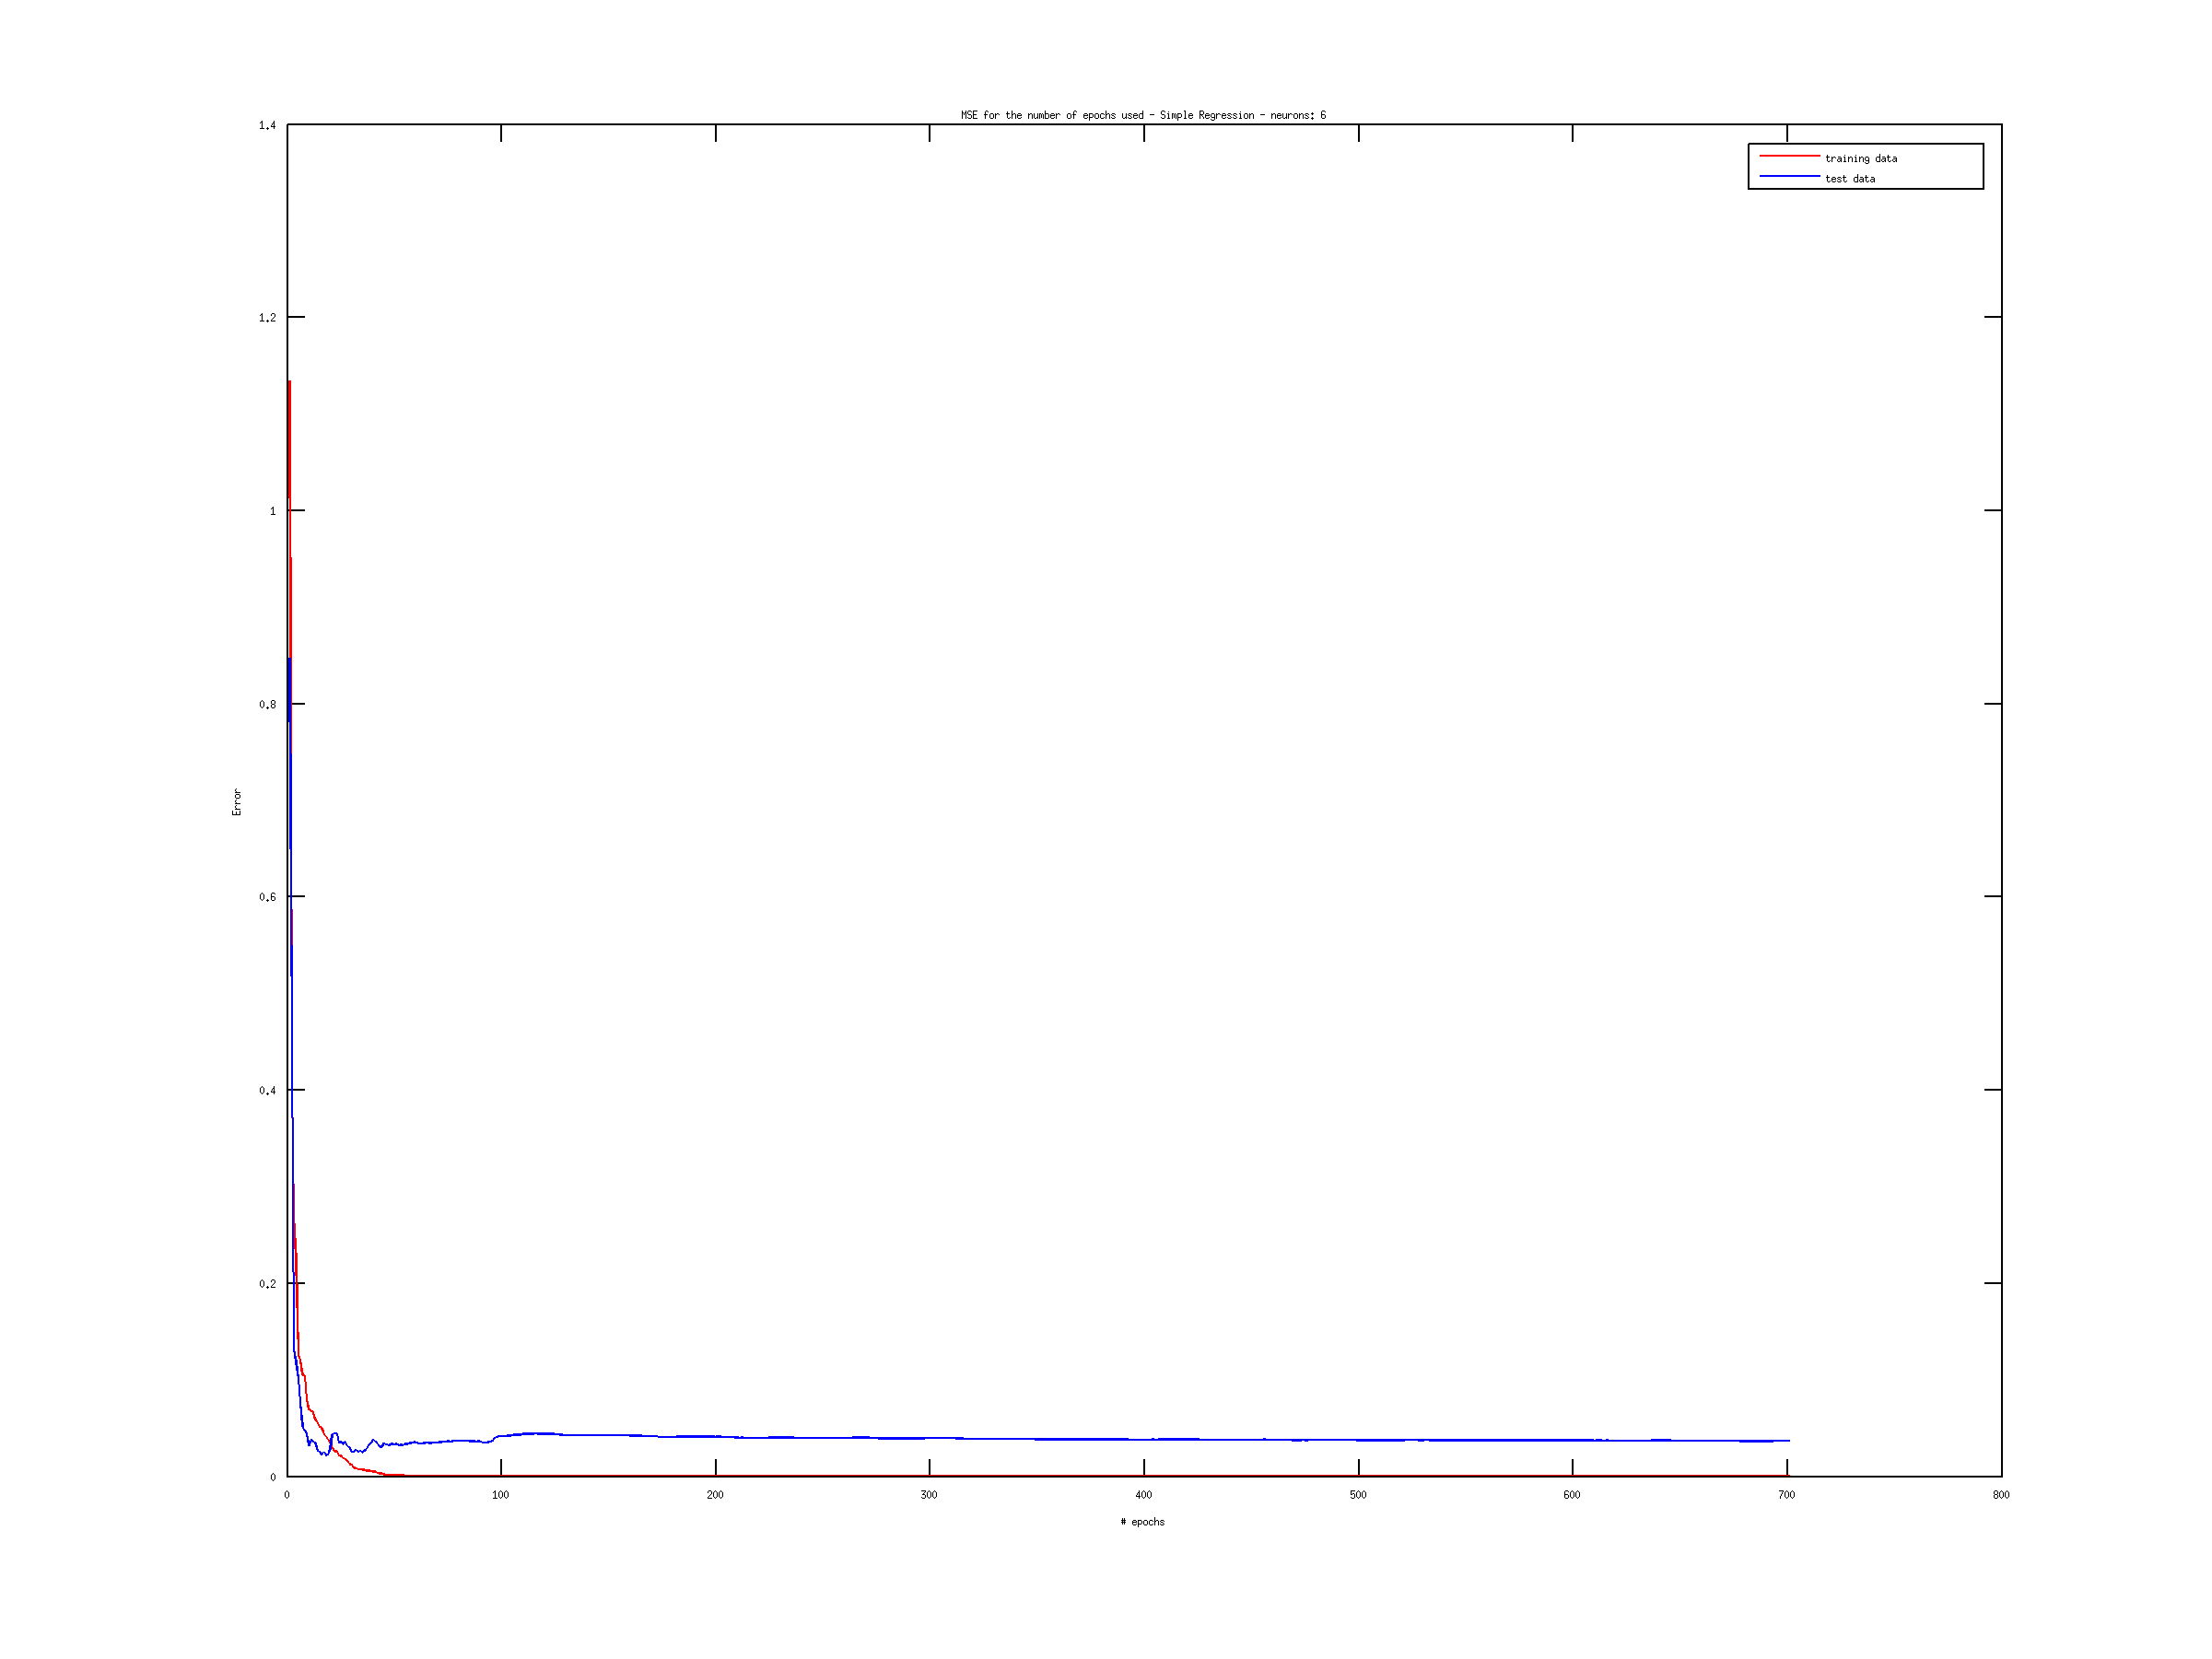 MSE for the number of epochs used - Simple Regression - neurons: 6
1.4
1.2
1
0.8
0.6
0.4
0.2
0
training data
test data
Error
0 100 200 300 400 500 600 700 800
# epochs